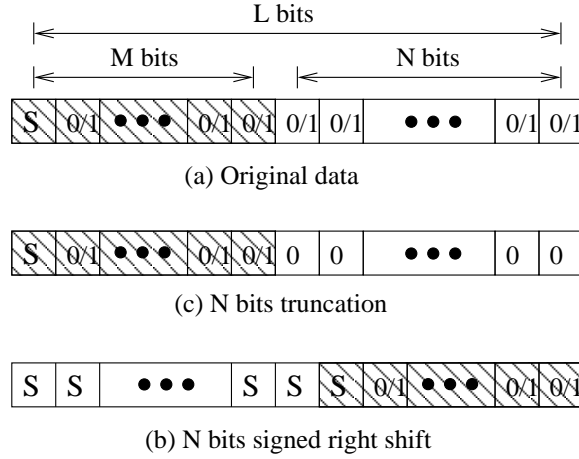 L bits
M bits N bits
S 0/1 ••• 0/1 0/1 0/1 0/1 ••• 0/1 0/1
(a) Original data
S 0/1 ••• 0/1 0/1 0 0 ••• 0 0
(c) N bits truncation
S S ••• S S S 0/1 ••• 0/1 0/1
(b) N bits signed right shift